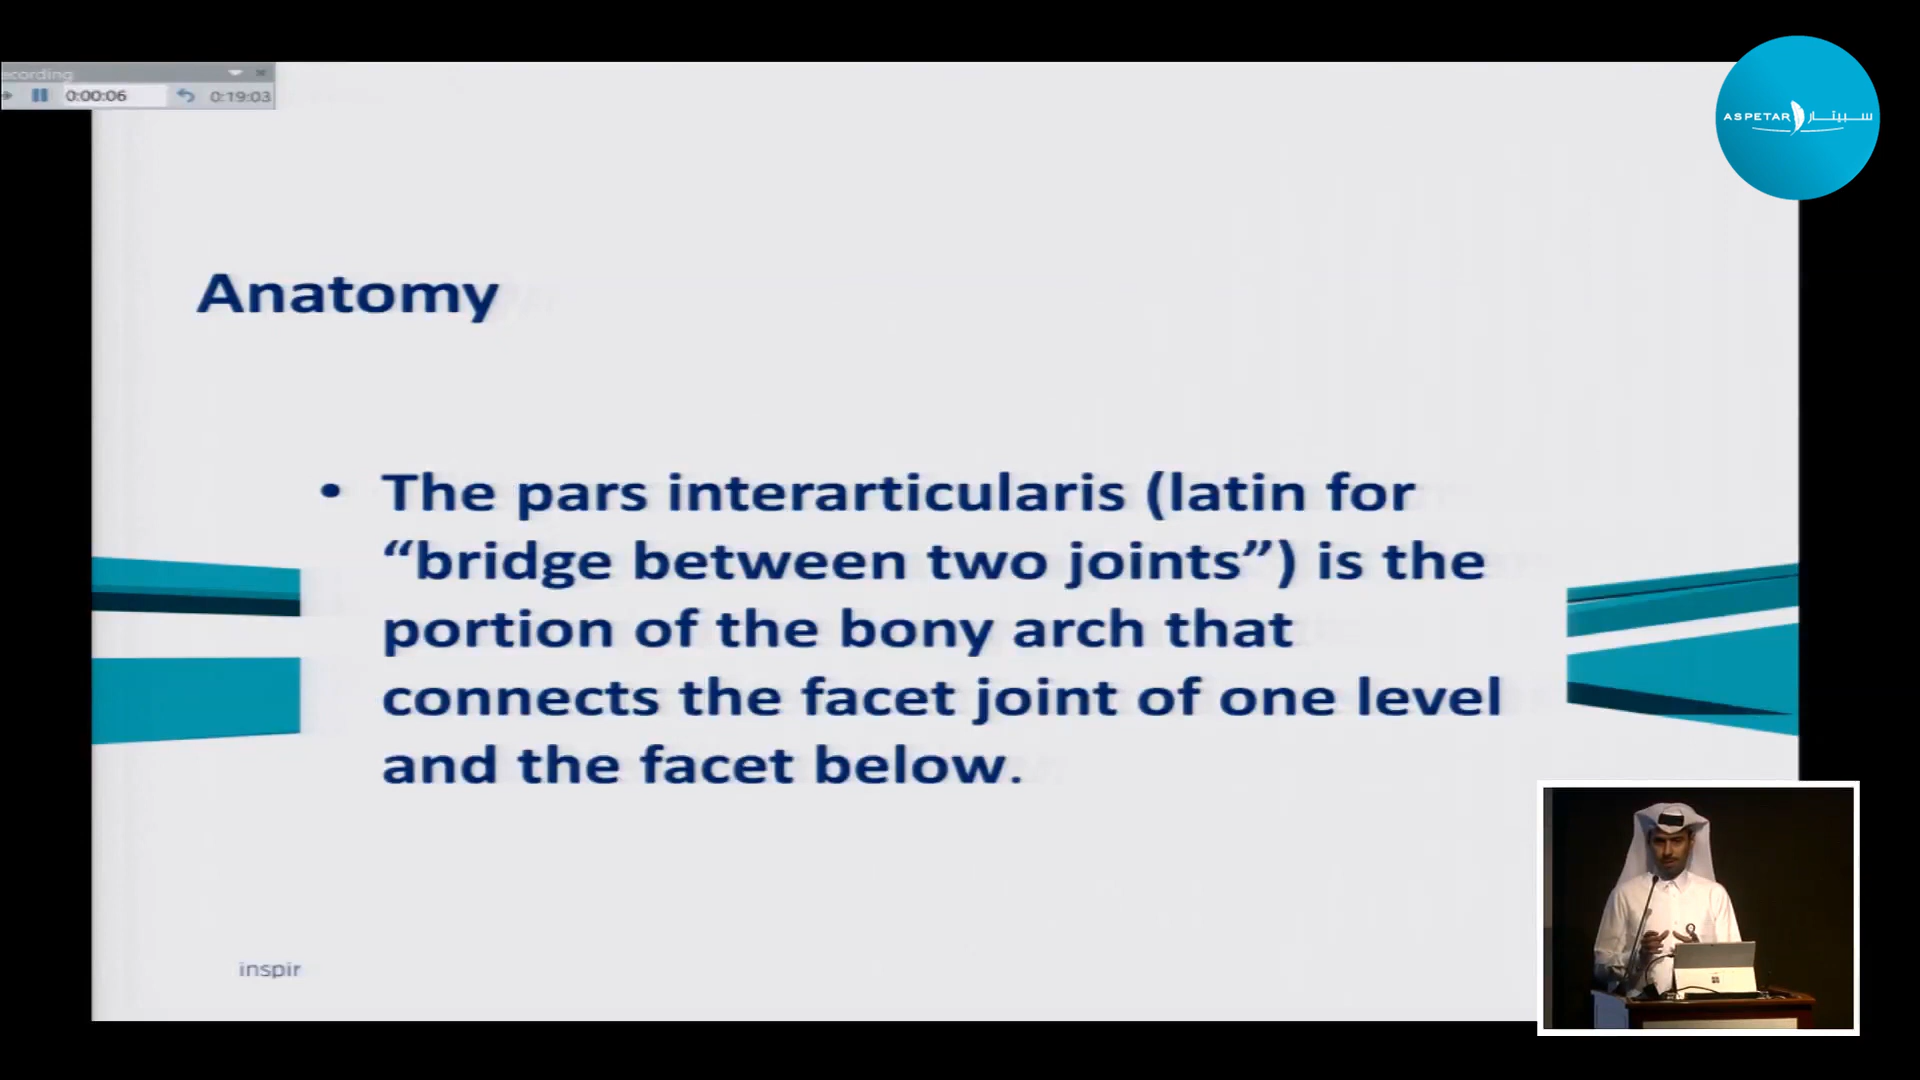 ecording
0:00:06 0:19:03
ASPETAR سبيتار
Anatomy
• The pars interarticularis (latin for
“bridge between two joints”) is the
portion of the bony arch that
connects the facet joint of one level
and the facet below.
inspir